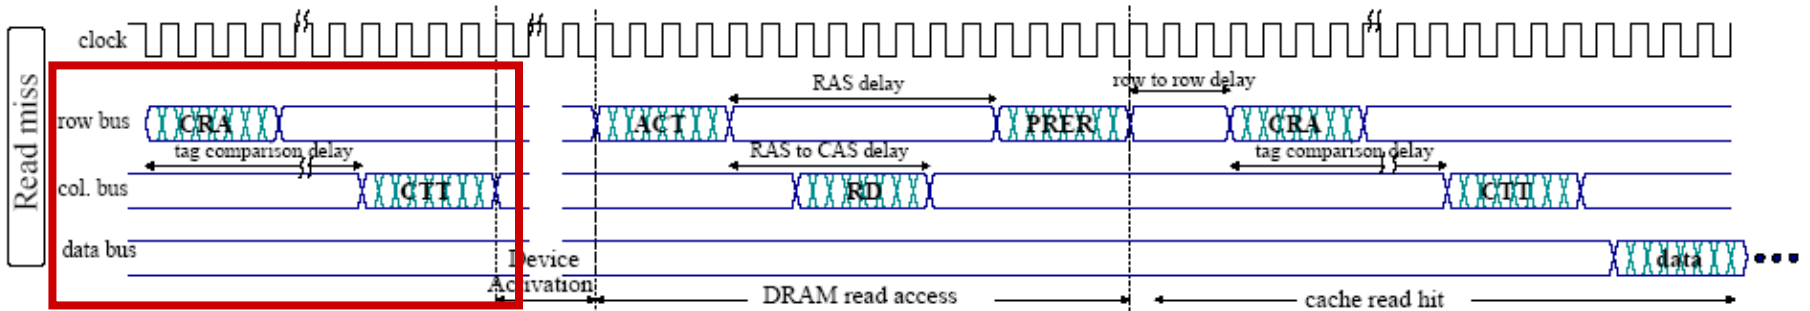 Read miss
clock
RAS delay
row to row delay
row bus
CRA
ACT
PRER
CRA
tag comparison delay
RAS to CAS delay
tag comparison delay
col. bus
CTT
RD
CTT
data bus
data
Device
Activation
DRAM read access
cache read hit